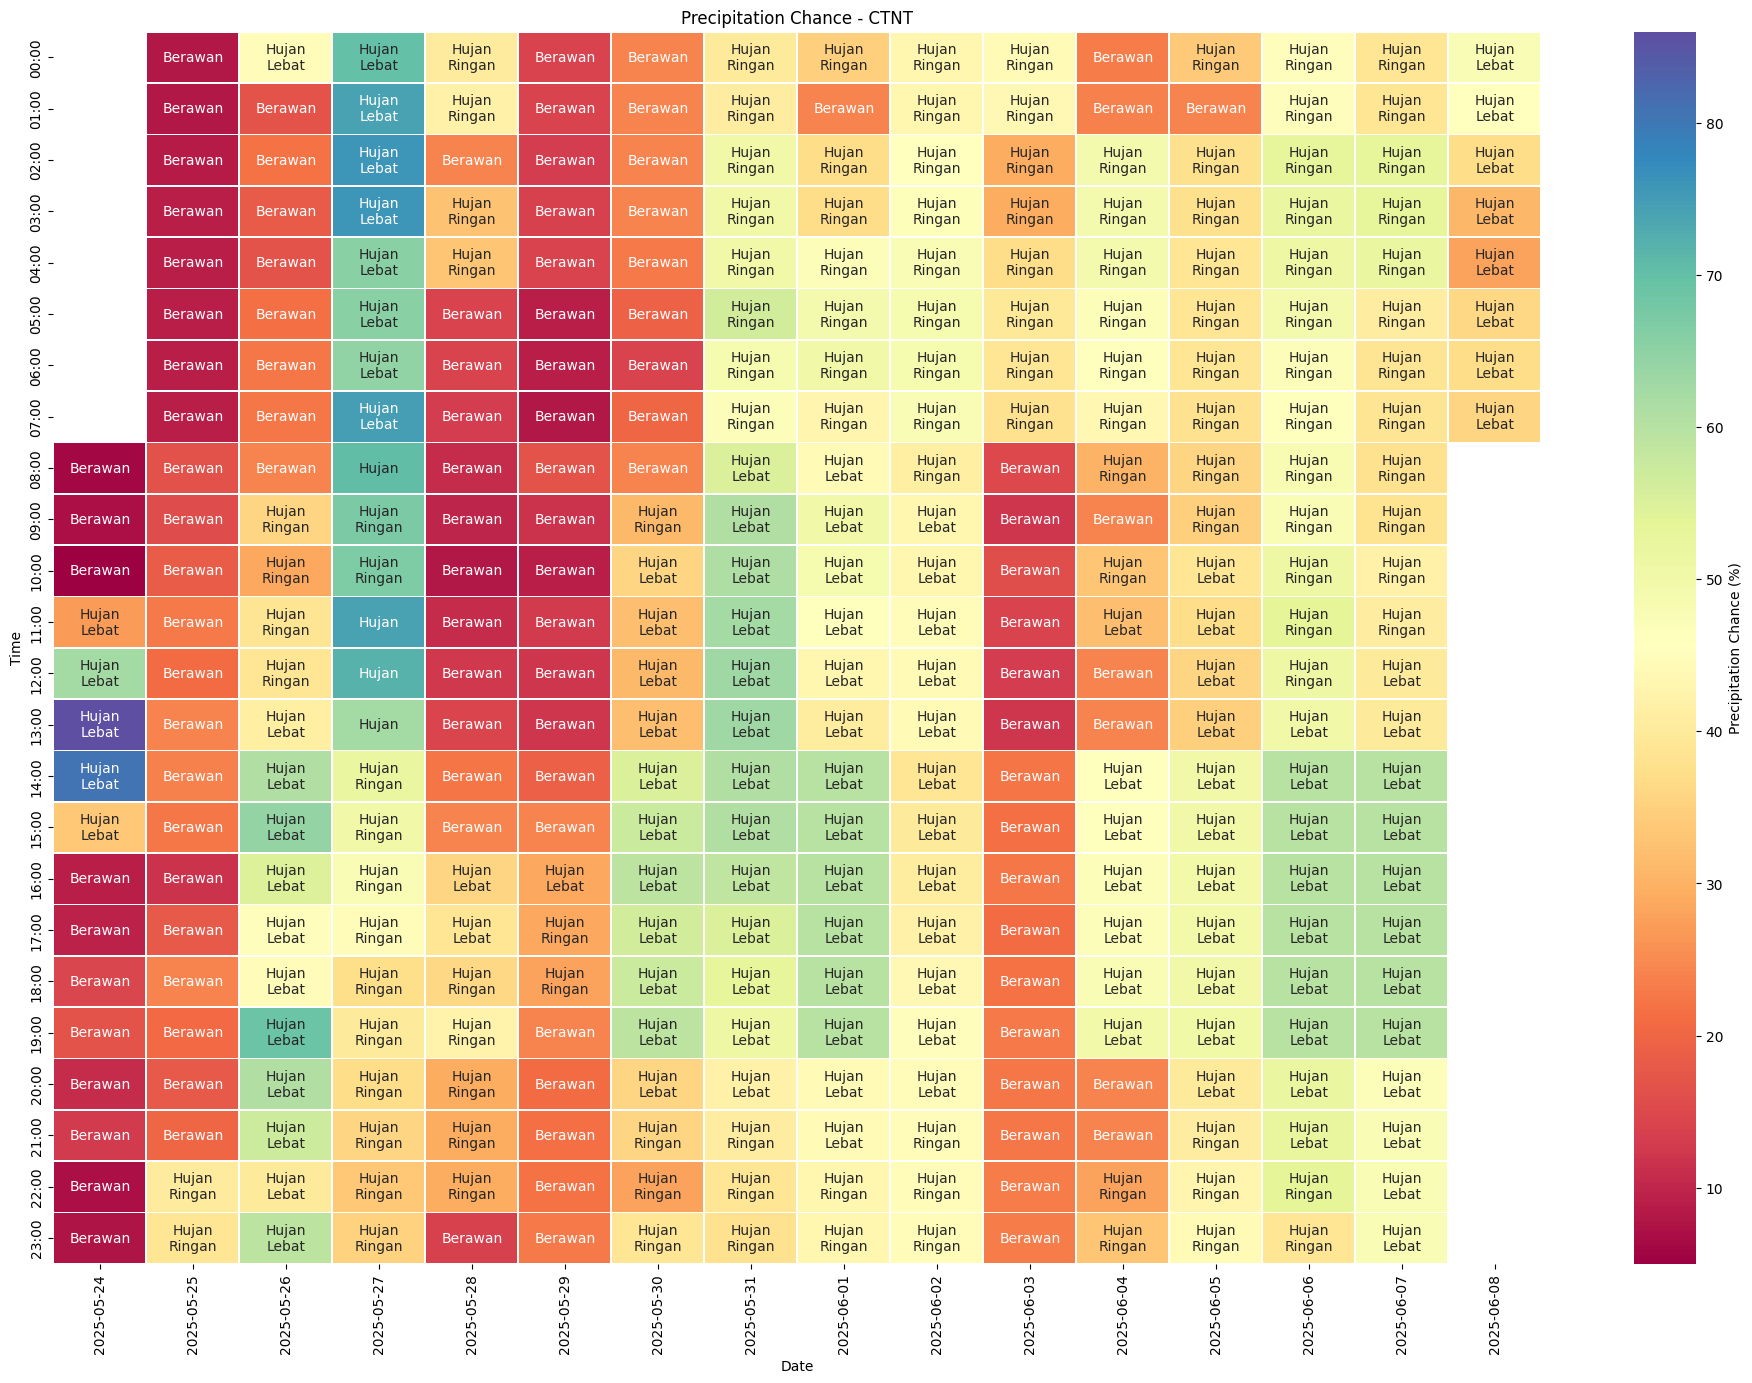 Precipitation Chance - CTNT
00:00 Berawan Hujan Lebat Hujan Lebat Hujan Ringan Berawan Berawan Hujan Ringan Hujan Ringan Hujan Ringan Hujan Ringan Berawan Hujan Ringan Hujan Ringan Hujan Ringan Hujan Lebat
01:00 Berawan Berawan Hujan Lebat Hujan Ringan Berawan Berawan Hujan Ringan Berawan Hujan Ringan Hujan Ringan Berawan Berawan Hujan Ringan Hujan Ringan Hujan Lebat
02:00 Berawan Berawan Hujan Lebat Berawan Berawan Berawan Hujan Ringan Hujan Ringan Hujan Ringan Hujan Ringan Hujan Ringan Hujan Ringan Hujan Ringan Hujan Ringan Hujan Lebat
03:00 Berawan Berawan Hujan Lebat Hujan Ringan Berawan Berawan Hujan Ringan Hujan Ringan Hujan Ringan Hujan Ringan Hujan Ringan Hujan Ringan Hujan Ringan Hujan Ringan Hujan Lebat
04:00 Berawan Berawan Hujan Lebat Hujan Ringan Berawan Berawan Hujan Ringan Hujan Ringan Hujan Ringan Hujan Ringan Hujan Ringan Hujan Ringan Hujan Ringan Hujan Ringan Hujan Lebat
05:00 Berawan Berawan Hujan Lebat Berawan Berawan Berawan Hujan Ringan Hujan Ringan Hujan Ringan Hujan Ringan Hujan Ringan Hujan Ringan Hujan Ringan Hujan Ringan Hujan Lebat
06:00 Berawan Berawan Hujan Lebat Berawan Berawan Berawan Hujan Ringan Hujan Ringan Hujan Ringan Hujan Ringan Hujan Ringan Hujan Ringan Hujan Ringan Hujan Ringan Hujan Lebat
07:00 Berawan Berawan Hujan Lebat Berawan Berawan Berawan Hujan Ringan Hujan Ringan Hujan Ringan Hujan Ringan Hujan Ringan Hujan Ringan Hujan Ringan Hujan Ringan Hujan Lebat
08:00 Berawan Berawan Berawan Hujan Berawan Berawan Berawan Hujan Lebat Hujan Lebat Hujan Ringan Berawan Hujan Ringan Hujan Ringan Hujan Ringan Hujan Ringan
09:00 Berawan Berawan Hujan Ringan Hujan Ringan Berawan Berawan Hujan Ringan Hujan Lebat Hujan Lebat Hujan Lebat Berawan Berawan Hujan Ringan Hujan Ringan Hujan Ringan
10:00 Berawan Berawan Hujan Ringan Hujan Ringan Berawan Berawan Hujan Lebat Hujan Lebat Hujan Lebat Hujan Lebat Berawan Hujan Ringan Hujan Lebat Hujan Ringan Hujan Ringan
11:00 Hujan Lebat Berawan Hujan Ringan Hujan Berawan Berawan Hujan Lebat Hujan Lebat Hujan Lebat Hujan Lebat Berawan Hujan Lebat Hujan Lebat Hujan Ringan Hujan Ringan
12:00 Hujan Lebat Berawan Hujan Ringan Hujan Berawan Berawan Hujan Lebat Hujan Lebat Hujan Lebat Hujan Lebat Berawan Berawan Hujan Lebat Hujan Ringan Hujan Lebat
13:00 Hujan Lebat Berawan Hujan Lebat Hujan Berawan Berawan Hujan Lebat Hujan Lebat Hujan Lebat Hujan Lebat Berawan Berawan Hujan Lebat Hujan Lebat Hujan Lebat
14:00 Hujan Lebat Berawan Hujan Lebat Hujan Ringan Berawan Berawan Hujan Lebat Hujan Lebat Hujan Lebat Hujan Lebat Berawan Hujan Lebat Hujan Lebat Hujan Lebat Hujan Lebat
15:00 Hujan Lebat Berawan Hujan Lebat Hujan Ringan Berawan Berawan Hujan Lebat Hujan Lebat Hujan Lebat Hujan Lebat Berawan Hujan Lebat Hujan Lebat Hujan Lebat Hujan Lebat
16:00 Berawan Berawan Hujan Lebat Hujan Ringan Hujan Lebat Hujan Lebat Hujan Lebat Hujan Lebat Hujan Lebat Hujan Lebat Berawan Hujan Lebat Hujan Lebat Hujan Lebat Hujan Lebat
17:00 Berawan Berawan Hujan Lebat Hujan Ringan Hujan Lebat Hujan Ringan Hujan Lebat Hujan Lebat Hujan Lebat Hujan Lebat Berawan Hujan Lebat Hujan Lebat Hujan Lebat Hujan Lebat
18:00 Berawan Berawan Hujan Lebat Hujan Ringan Hujan Ringan Hujan Ringan Hujan Lebat Hujan Lebat Hujan Lebat Hujan Lebat Berawan Hujan Lebat Hujan Lebat Hujan Lebat Hujan Lebat
19:00 Berawan Berawan Hujan Lebat Hujan Ringan Hujan Ringan Berawan Hujan Lebat Hujan Lebat Hujan Lebat Hujan Lebat Berawan Hujan Lebat Hujan Lebat Hujan Lebat Hujan Lebat
20:00 Berawan Berawan Hujan Lebat Hujan Ringan Hujan Ringan Berawan Hujan Lebat Hujan Lebat Hujan Lebat Hujan Lebat Berawan Berawan Hujan Lebat Hujan Lebat Hujan Lebat
21:00 Berawan Berawan Hujan Lebat Hujan Ringan Hujan Ringan Berawan Hujan Ringan Hujan Ringan Hujan Lebat Hujan Ringan Berawan Berawan Hujan Ringan Hujan Lebat Hujan Lebat
22:00 Berawan Hujan Ringan Hujan Lebat Hujan Ringan Hujan Ringan Berawan Hujan Ringan Hujan Ringan Hujan Ringan Hujan Ringan Berawan Hujan Ringan Hujan Ringan Hujan Ringan Hujan Lebat
23:00 Berawan Hujan Ringan Hujan Lebat Hujan Ringan Berawan Berawan Hujan Ringan Hujan Ringan Hujan Ringan Hujan Ringan Berawan Hujan Ringan Hujan Ringan Hujan Ringan Hujan Lebat
Time
2025-05-24 2025-05-25 2025-05-26 2025-05-27 2025-05-28 2025-05-29 2025-05-30 2025-05-31 2025-06-01 2025-06-02 2025-06-03 2025-06-04 2025-06-05 2025-06-06 2025-06-07 2025-06-08
Date
80
70
60
50
40
30
20
10
Precipitation Chance (%)